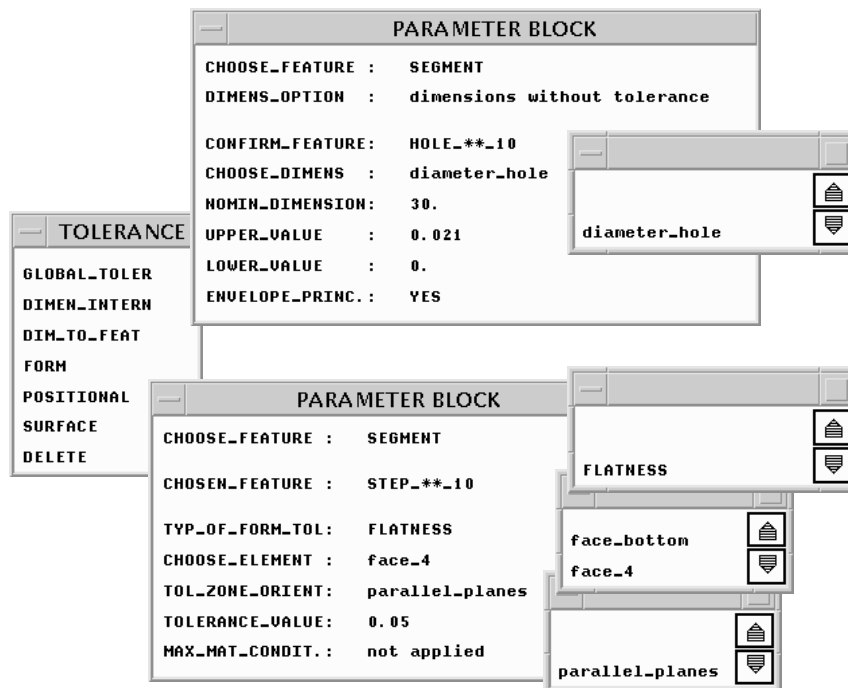 PARAMETER BLOCK
CHOOSE_FEATURE : SEGMENT
DIMENS_OPTION : dimensions without tolerance
CONFIRM_FEATURE: HOLE_**_10
CHOOSE_DIMENS : diameter_hole
NOMIN_DIMENSION: 30.
UPPER_VALUE : 0.021
LOWER_VALUE : 0.
ENVELOPE_PRINC.: YES
diameter_hole
TOLERANCE
GLOBAL_TOLER
DIMEN_INTERN
DIM_TO_FEAT
FORM
POSITIONAL
SURFACE
DELETE
PARAMETER BLOCK
CHOOSE_FEATURE : SEGMENT
CHOSEN_FEATURE : STEP_**_10
TYP_OF_FORM_TOL: FLATNESS
CHOOSE_ELEMENT : face_4
TOL_ZONE_ORIENT: parallel_planes
TOLERANCE_VALUE: 0.05
MAX_MAT_CONDIT.: not applied
FLATNESS
face_bottom
face_4
parallel_planes